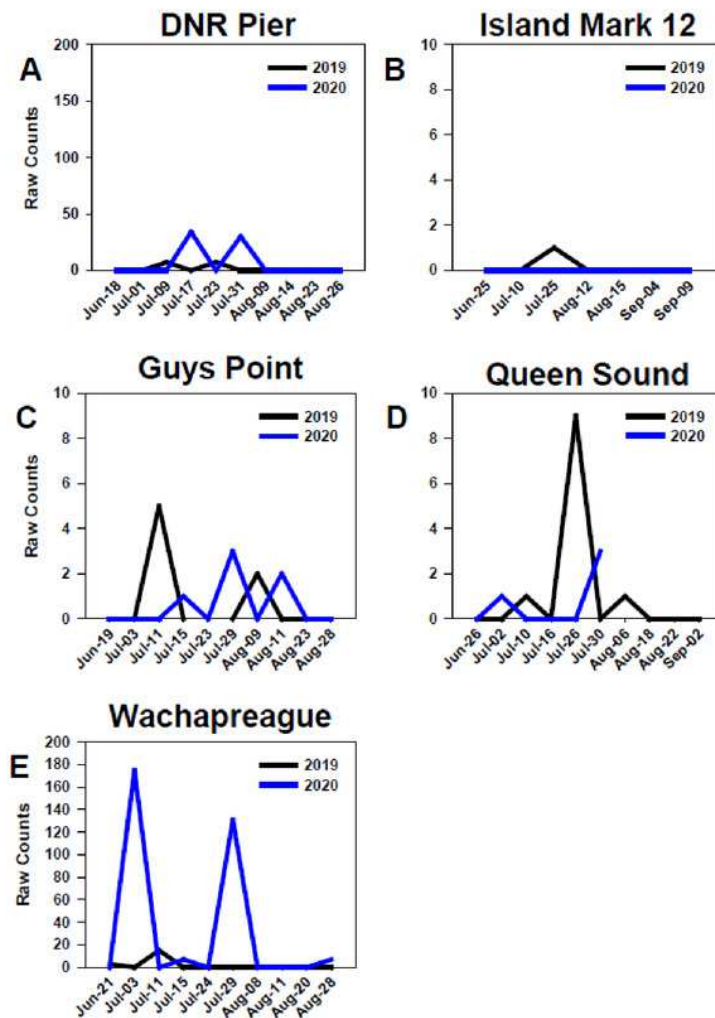 DNR Pier
A
Raw Counts
200
150
100
50
0
2019
2020
Jun-18
Jul-01
Jul-09
Jul-17
Jul-23
Jul-31
Aug-09
Aug-14
Aug-23
Aug-26
Island Mark 12
B
10
8
6
4
2
0
2019
2020
Jun-25
Jul-10
Jul-25
Aug-12
Aug-15
Sep-04
Sep-09
Guys Point
C
Raw Counts
10
8
6
4
2
0
2019
2020
Jun-19
Jul-03
Jul-11
Jul-15
Jul-23
Jul-29
Aug-09
Aug-11
Aug-23
Aug-28
Queen Sound
D
10
8
6
4
2
0
2019
2020
Jun-26
Jul-02
Jul-10
Jul-16
Jul-26
Jul-30
Aug-06
Aug-18
Aug-22
Sep-02
Wachapreague
E
Raw Counts
200
180
160
140
120
100
80
60
40
20
0
2019
2020
Jun-21
Jul-03
Jul-11
Jul-15
Jul-24
Jul-29
Aug-08
Aug-11
Aug-20
Aug-28